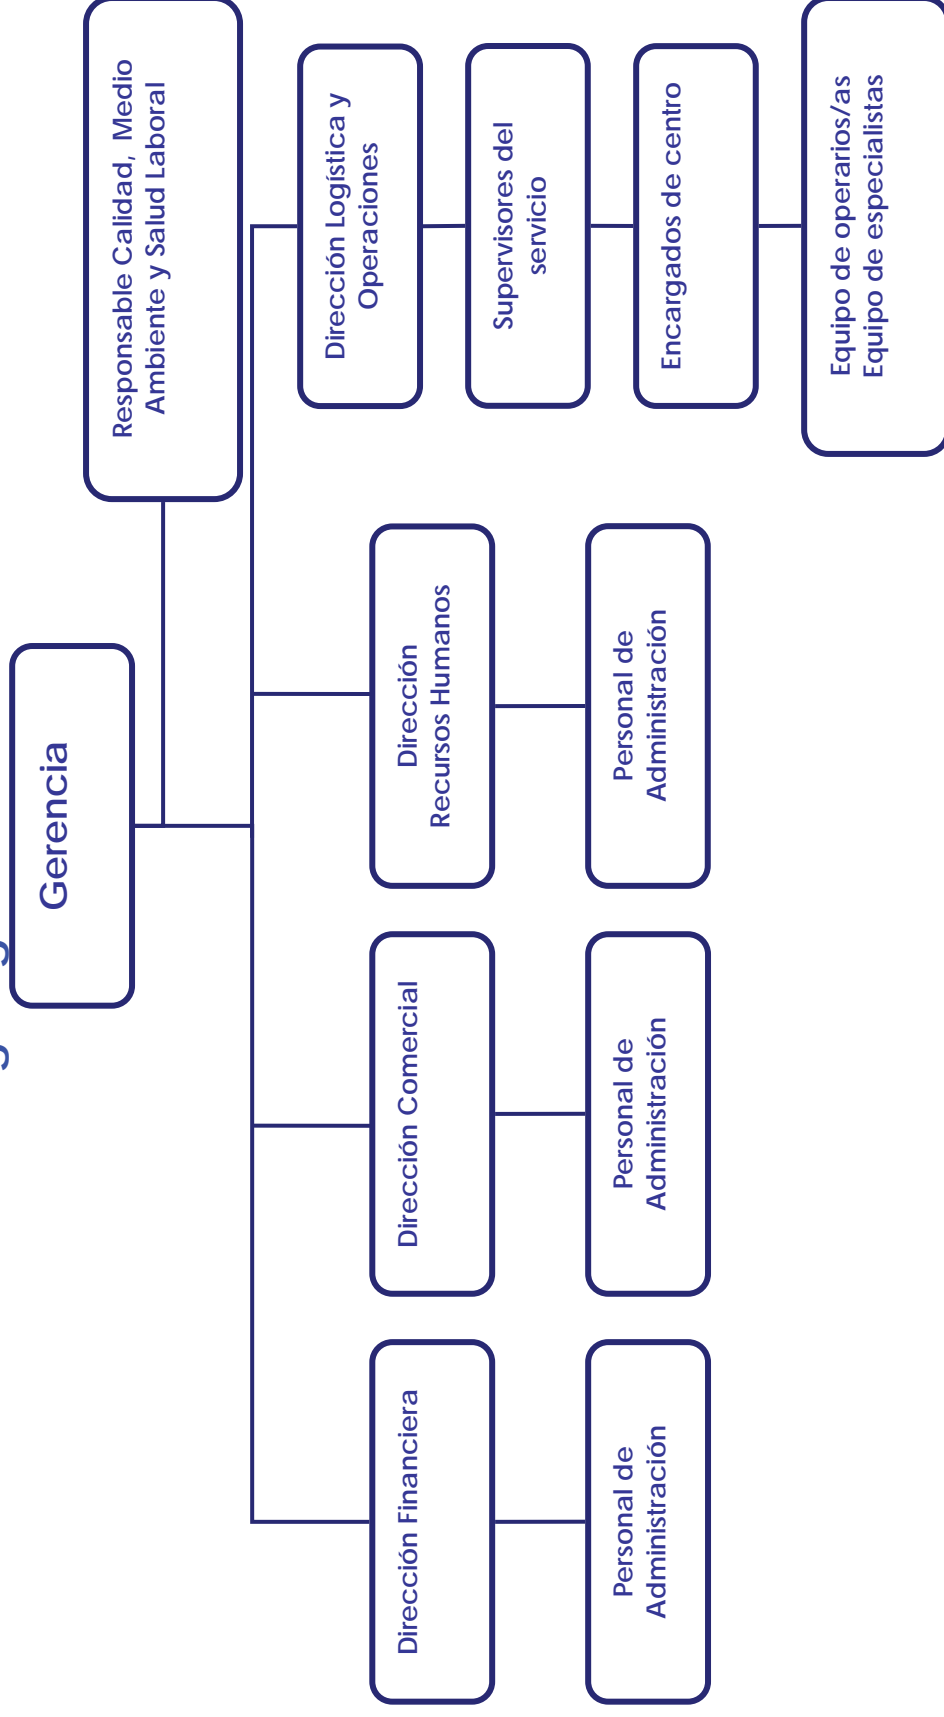 Gerencia
Responsable Calidad, Medio
Ambiente y Salud Laboral
Dirección Financiera
Dirección Comercial
Dirección
Recursos Humanos
Dirección Logística y
Operaciones
Personal de
Administración
Personal de
Administración
Personal de
Administración
Supervisores del
servicio
Encargados de centro
Equipo de operarios/as
Equipo de especialistas